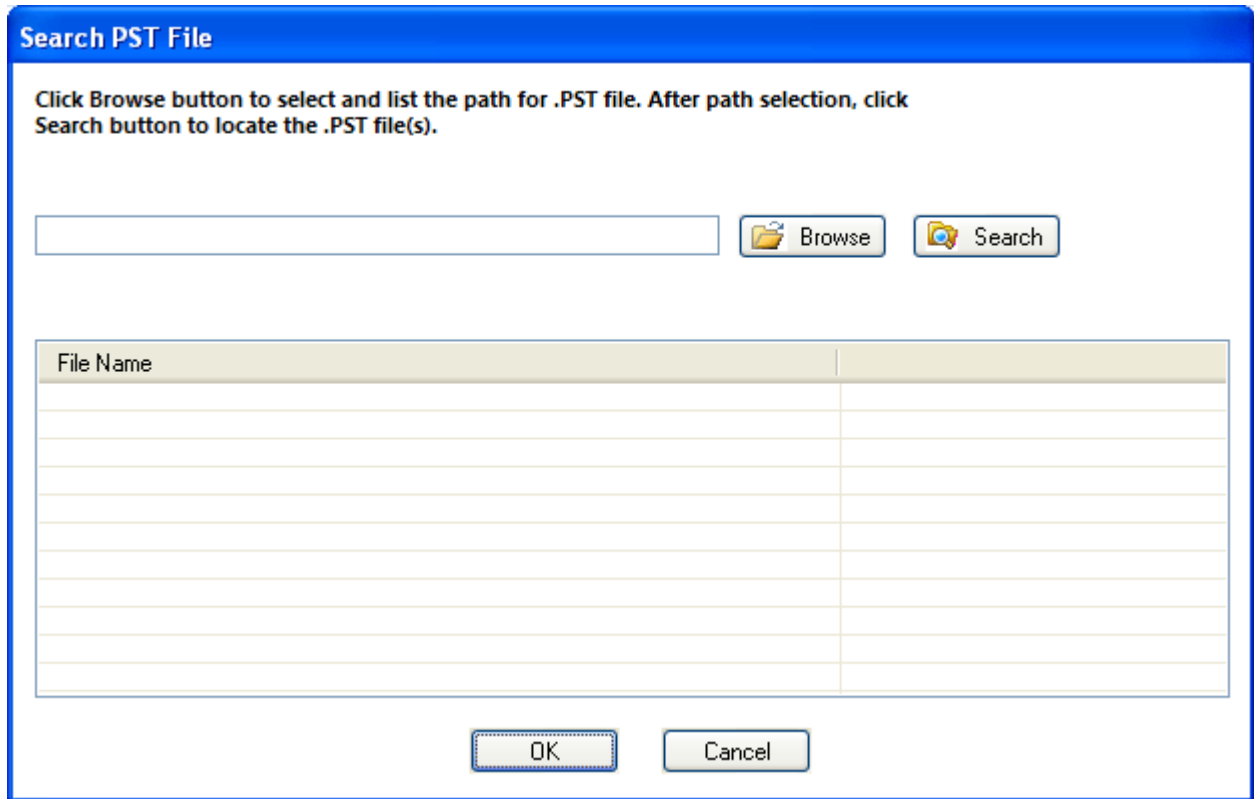 Search PST File
Click Browse button to select and list the path for .PST file. After path selection, click
Search button to locate the .PST file(s).
Browse
Search
File Name
OK
Cancel